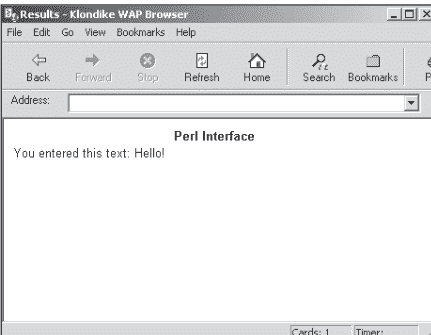 Results - Klondike WAP Browser
File Edit Go View Bookmarks Help
Back Forward Stop Refresh Home Search Bookmarks P
Address:
Perl Interface
You entered this text: Hello!
Cards: 1 Timer: